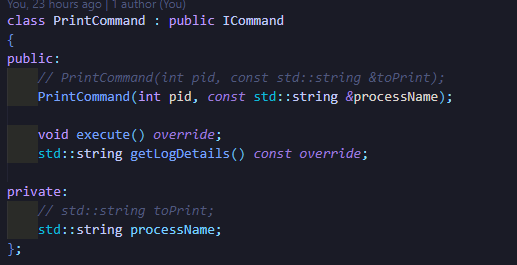 You, 23 hours ago | 1 author (You)
class PrintCommand : public ICommand
{
public:
    // PrintCommand(int pid, const std::string &toPrint);
    PrintCommand(int pid, const std::string &processName);

    void execute() override;
    std::string getLogDetails() const override;

private:
    // std::string toPrint;
    std::string processName;
};